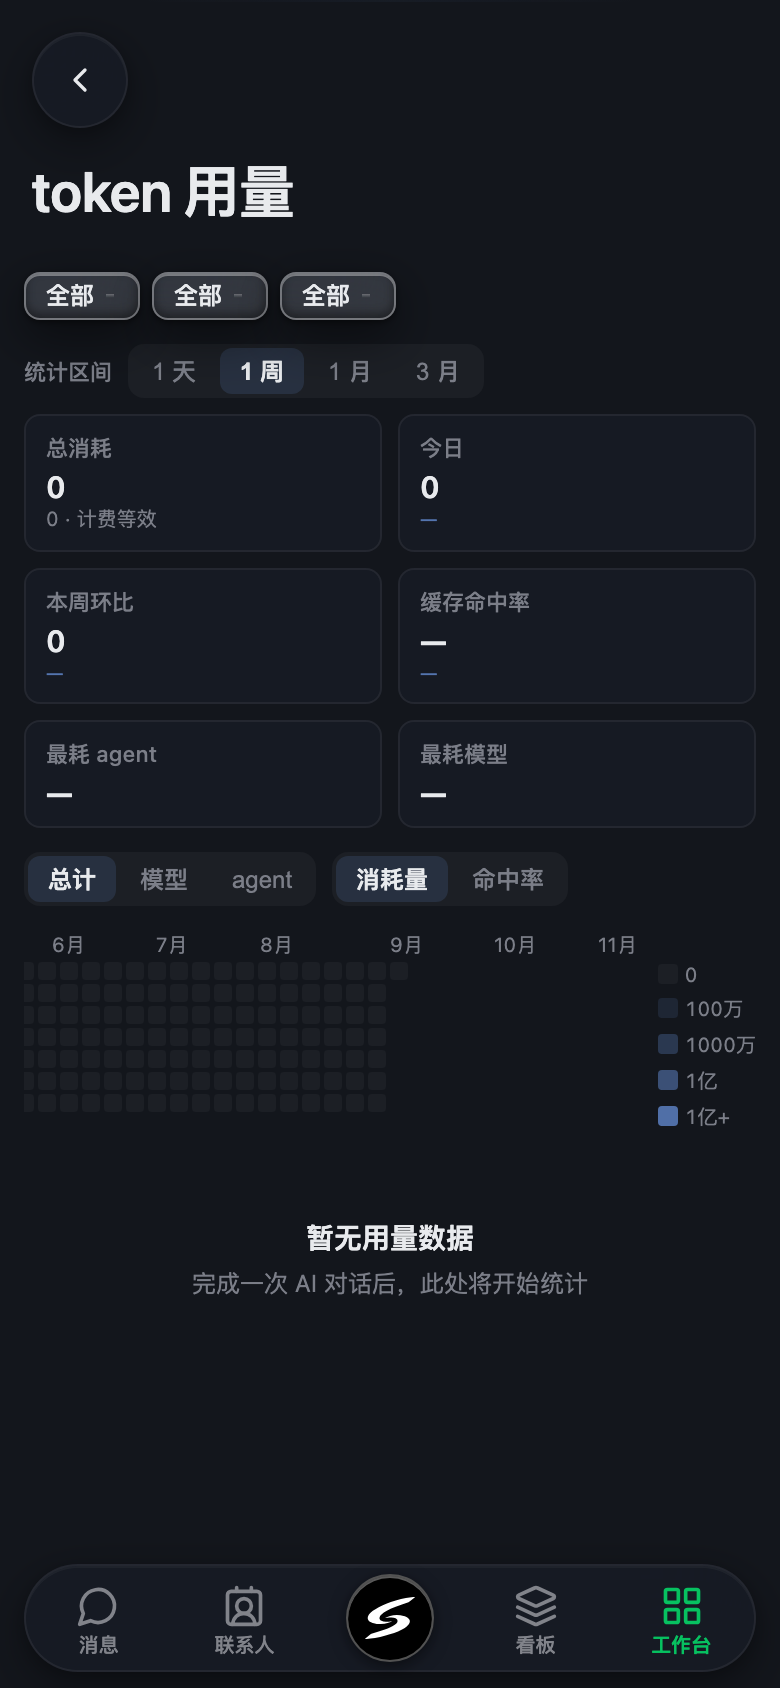 token 用量
全部 全部 全部
统计区间 1 天 1 周 1 月 3 月
总消耗
0
0 · 计费等效
今日
0
—
本周环比
0
—
缓存命中率
—
—
最耗 agent
—
最耗模型
—
总计 模型 agent 消耗量 命中率
6月 7月 8月 9月 10月 11月
0
100万
1000万
1亿
1亿+
暂无用量数据
完成一次 AI 对话后，此处将开始统计
消息 联系人 看板 工作台